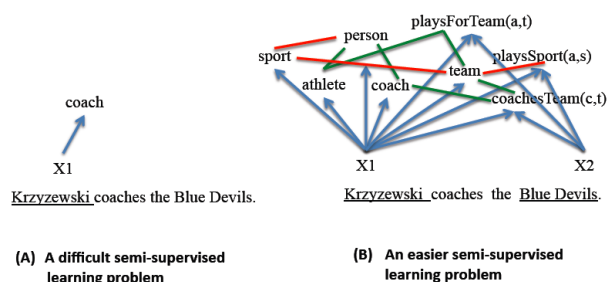 coach
X1
Krzyzewski coaches the Blue Devils.
(A) A difficult semi-supervised
learning problem
playsForTeam(a,t)
person
sport
playsSport(a,s)
team
athlete
coach
coachesTeam(c,t)
X1
X2
Krzyzewski coaches the Blue Devils.
(B) An easier semi-supervised
learning problem